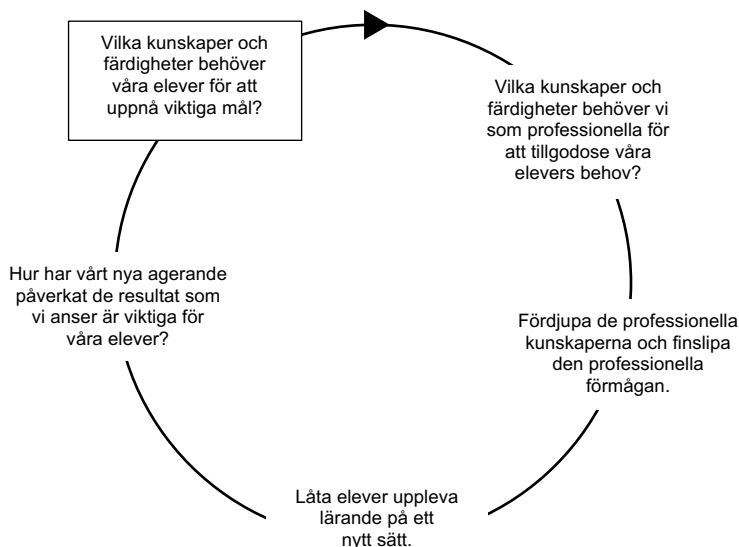 Vilka kunskaper och
färdigheter behöver
våra elever för att
uppnå viktiga mål?
Vilka kunskaper och
färdigheter behöver vi
som professionella för
att tillgodose våra
elevers behov?
Fördjupa de professionella
kunskaperna och finslipa
den professionella
förmågan.
Låta elever uppleva
lärande på ett
nytt sätt.
Hur har vårt nya agerande
påverkat de resultat som
vi anser är viktiga för
våra elever?